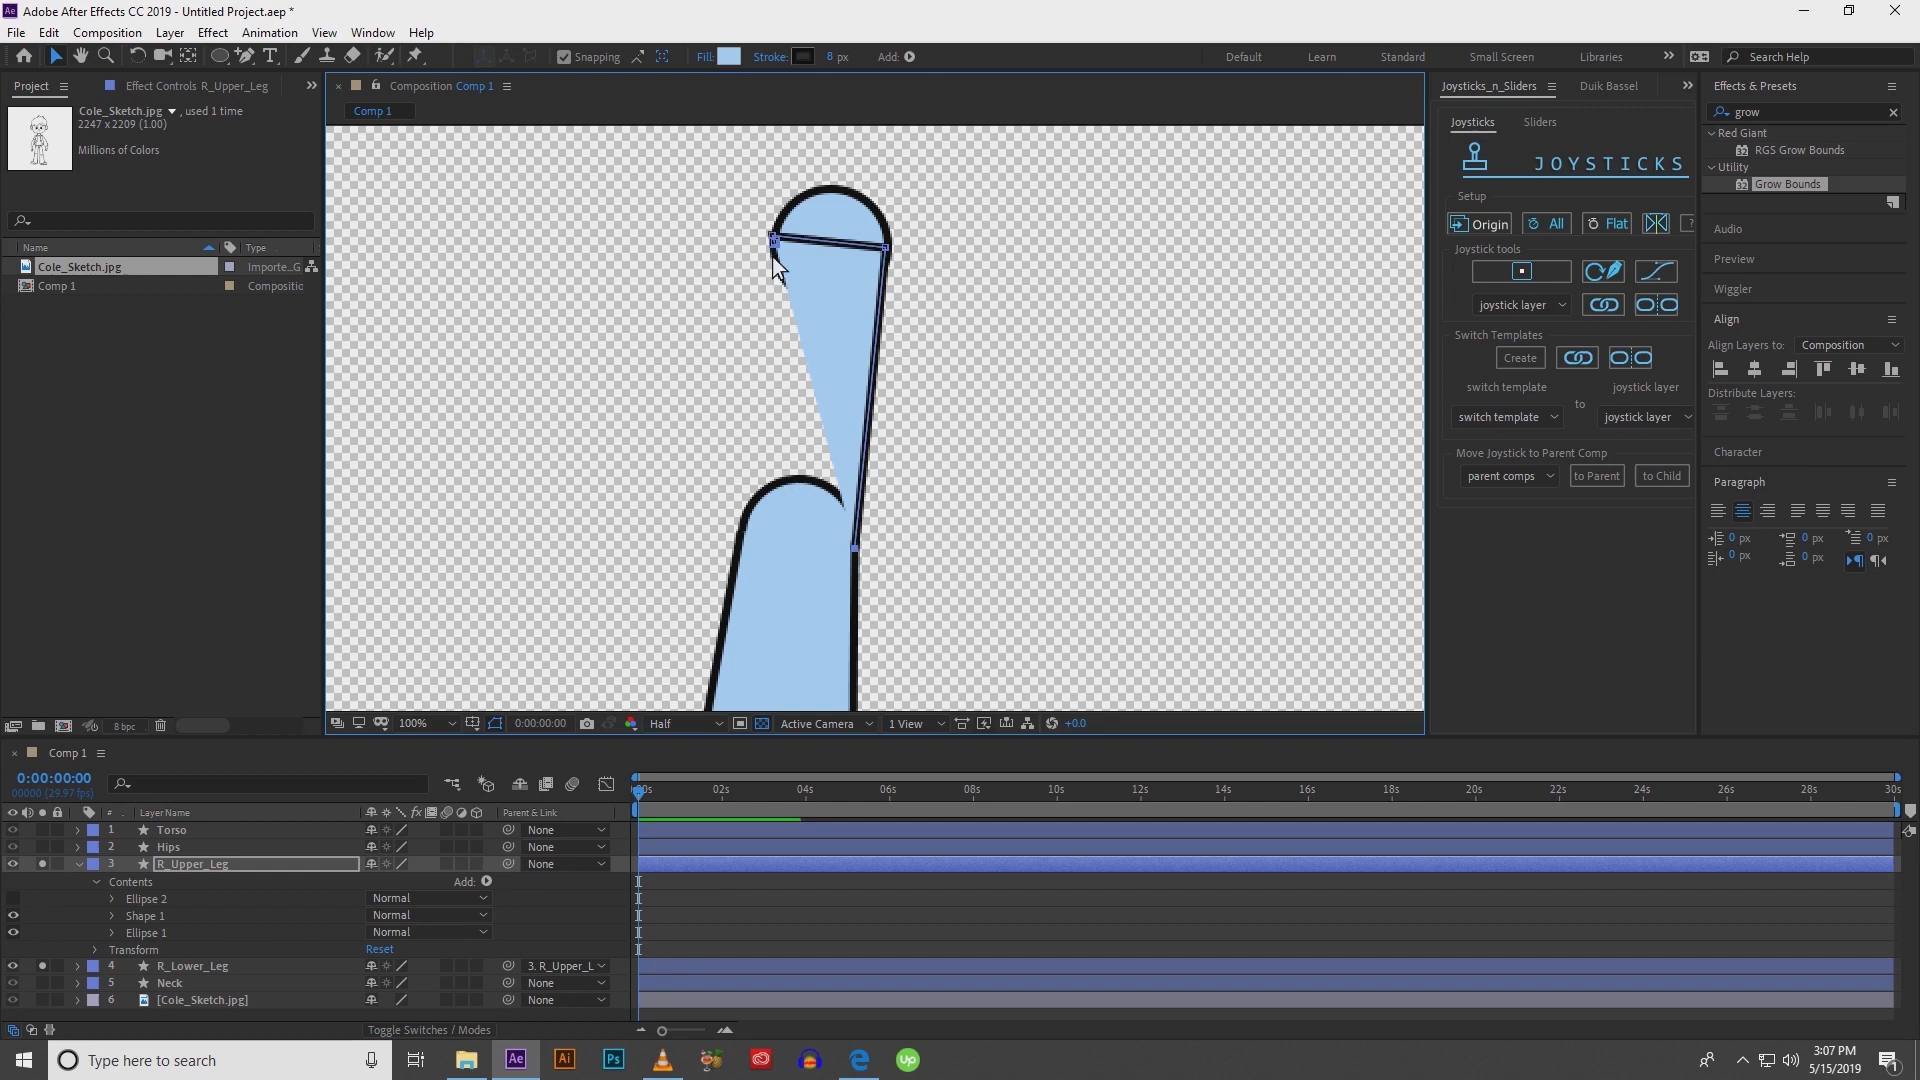 Ae Adobe After Effects CC 2019 - Untitled Project.aep *
File Edit Composition Layer Effect Animation View Window Help
Snapping Fill: Stroke: 8 px Add: Default Learn Standard Small Screen Libraries Search Help
Project Effect Controls R_Upper_Leg Composition Comp 1 Joysticks_n_Sliders Duik Bassel Effects & Presets
Cole_Sketch.jpg , used 1 time
2247 x 2209 (1.00)
Millions of Colors
Name Type
Cole_Sketch.jpg Importe...G
Comp 1 Compositio
8 bpc
Comp 1
100% 0:00:00:00 Half Active Camera 1 View +0.0
Joysticks Sliders
JOYSTICKS
Setup
Origin All Flat ?
Joystick tools
joystick layer
Switch Templates
Create
switch template joystick layer
to
switch template joystick layer
Move Joystick to Parent Comp
parent comps to Parent to Child
grow
Red Giant
32 RGS Grow Bounds
Utility
32 Grow Bounds
Audio
Preview
Wiggler
Align
Align Layers to: Composition
Distribute Layers:
Character
Paragraph
0 px 0 px 0 px
0 px 0 px
Comp 1
0:00:00:00
00000 (29.97 fps)
:00s 02s 04s 06s 08s 10s 12s 14s 16s 18s 20s 22s 24s 26s 28s 30s
# Layer Name fx Parent & Link
1 Torso None
2 Hips None
3 R_Upper_Leg None
Contents Add:
Ellipse 2 Normal
Shape 1 Normal
Ellipse 1 Normal
Transform Reset
4 R_Lower_Leg 3. R_Upper_L
5 Neck None
6 [Cole_Sketch.jpg] None
Toggle Switches / Modes
Type here to search Ae Ai Ps Up 3:07 PM
5/15/2019 1